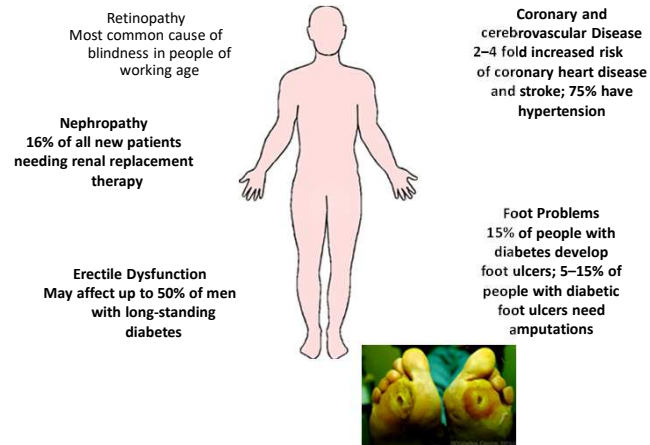 Retinopathy
Most common cause of
blindness in people of
working age
Nephropathy
16% of all new patients
needing renal replacement
therapy
Erectile Dysfunction
May affect up to 50% of men
with long-standing
diabetes
Coronary and
cerebrovascular Disease
2–4 fold increased risk
of coronary heart disease
and stroke; 75% have
hypertension
Foot Problems
15% of people with
diabetes develop
foot ulcers; 5–15% of
people with diabetic
foot ulcers need
amputations